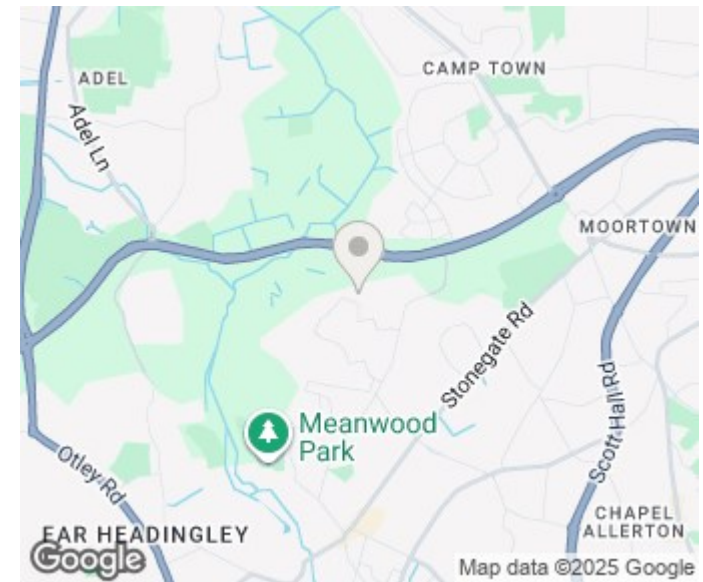 ADEL
CAMP TOWN
Adel Ln
MOORTOWN
Stonegate Rd
Scott Hall Rd
Meanwood
Park
Otley Rd
EAR HEADINGLEY
CHAPEL
ALLERTON
Google
Map data ©2025 Google